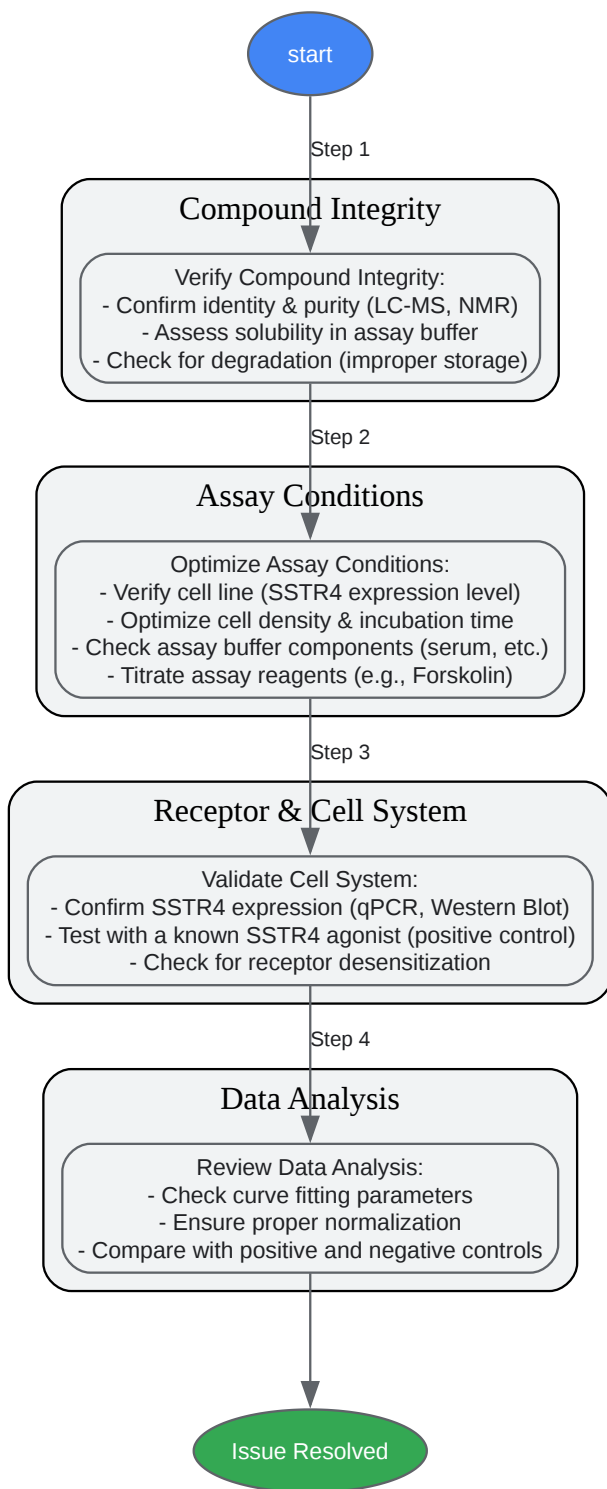 start
Step 1
Compound Integrity
Verify Compound Integrity:
- Confirm identity & purity (LC-MS, NMR)
- Assess solubility in assay buffer
- Check for degradation (improper storage)
Step 2
Assay Conditions
Optimize Assay Conditions:
- Verify cell line (SSTR4 expression level)
- Optimize cell density & incubation time
- Check assay buffer components (serum, etc.)
- Titrate assay reagents (e.g., Forskolin)
Step 3
Receptor & Cell System
Validate Cell System:
- Confirm SSTR4 expression (qPCR, Western Blot)
- Test with a known SSTR4 agonist (positive control)
- Check for receptor desensitization
Step 4
Data Analysis
Review Data Analysis:
- Check curve fitting parameters
- Ensure proper normalization
- Compare with positive and negative controls
Issue Resolved